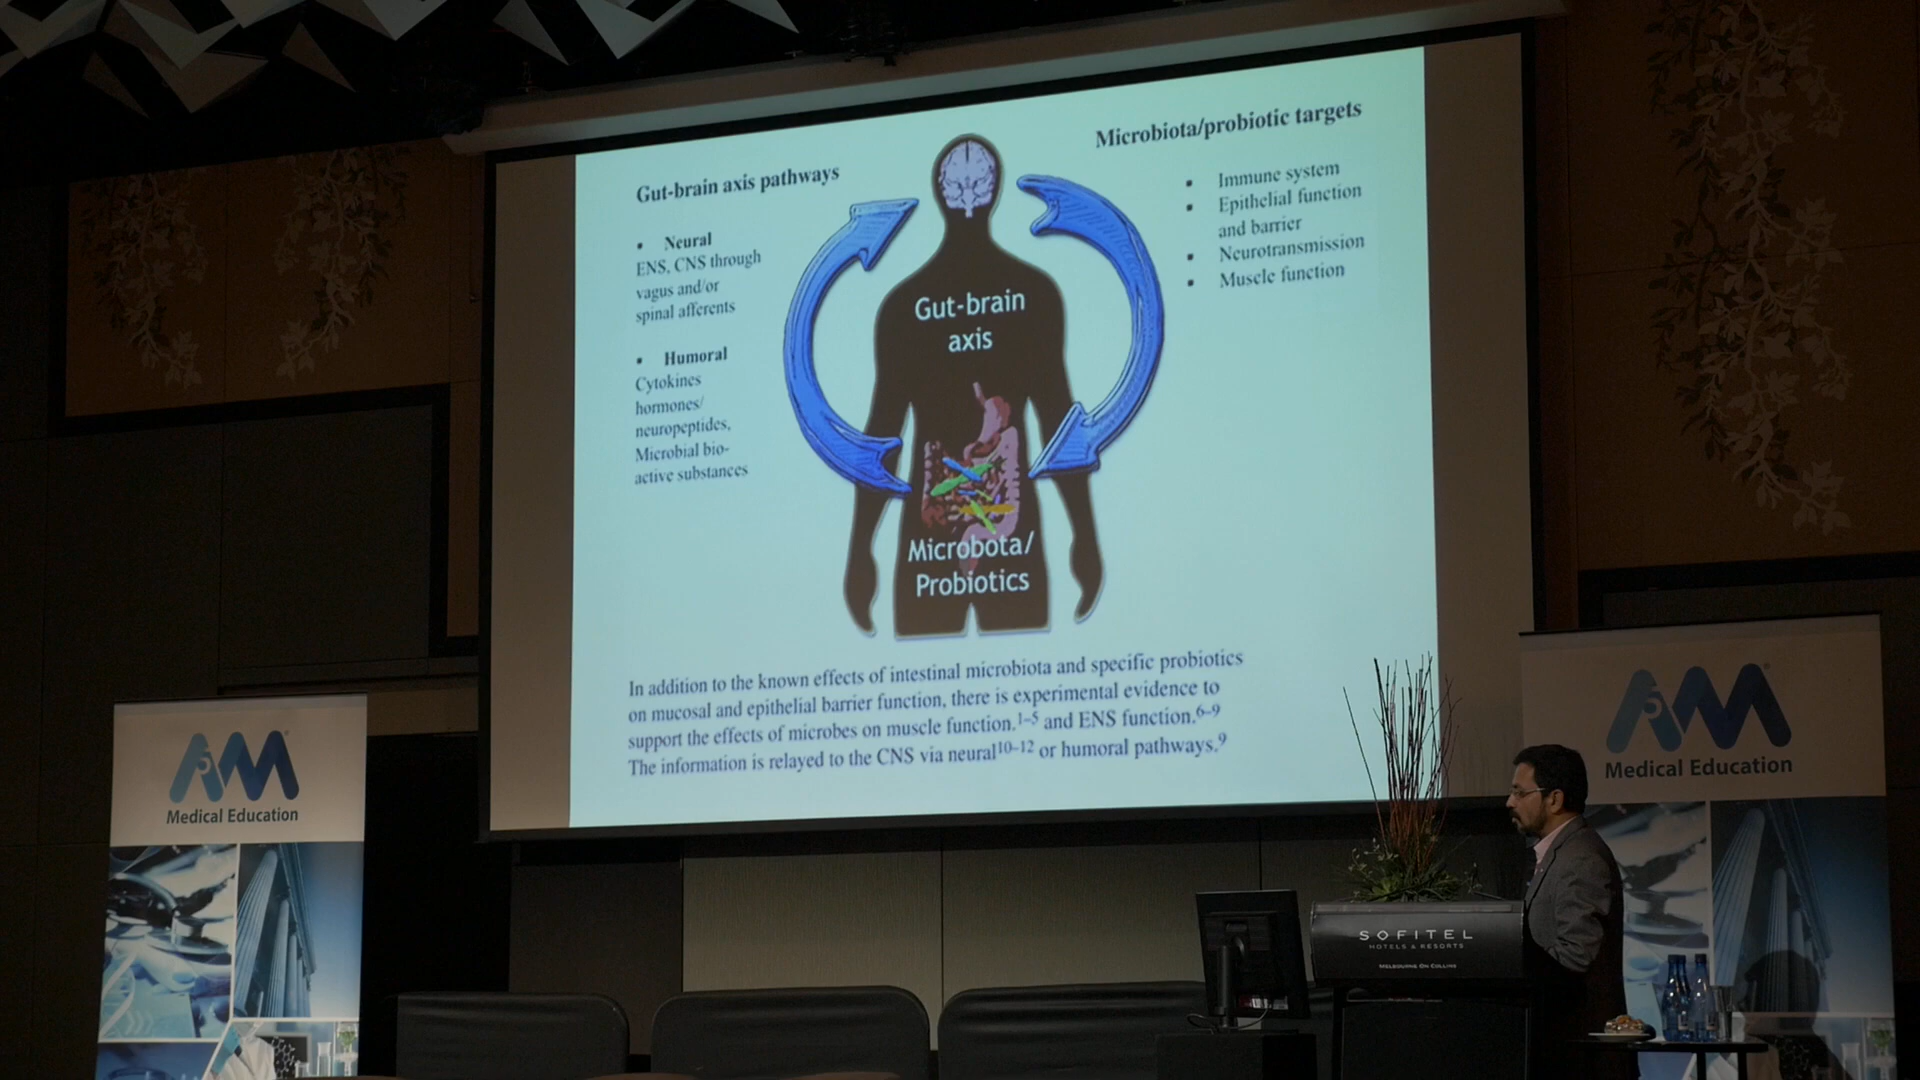 Gut-brain axis pathways
• Neural
ENS, CNS through
vagus and/or
spinal afferents
• Humoral
Cytokines
hormones/
neuropeptides,
Microbial bio-
active substances
Gut-brain
axis
Microbota/
Probiotics
Microbiota/probiotic targets
• Immune system
• Epithelial function
and barrier
• Neurotransmission
• Muscle function
In addition to the known effects of intestinal microbiota and specific probiotics
on mucosal and epithelial barrier function, there is experimental evidence to
support the effects of microbes on muscle function.1–5 and ENS function.6–9
The information is relayed to the CNS via neural10–12 or humoral pathways.9
A5M
Medical Education
A5M
Medical Education
SOFITEL
HOTELS & RESORTS
MELBOURNE ON COLLINS